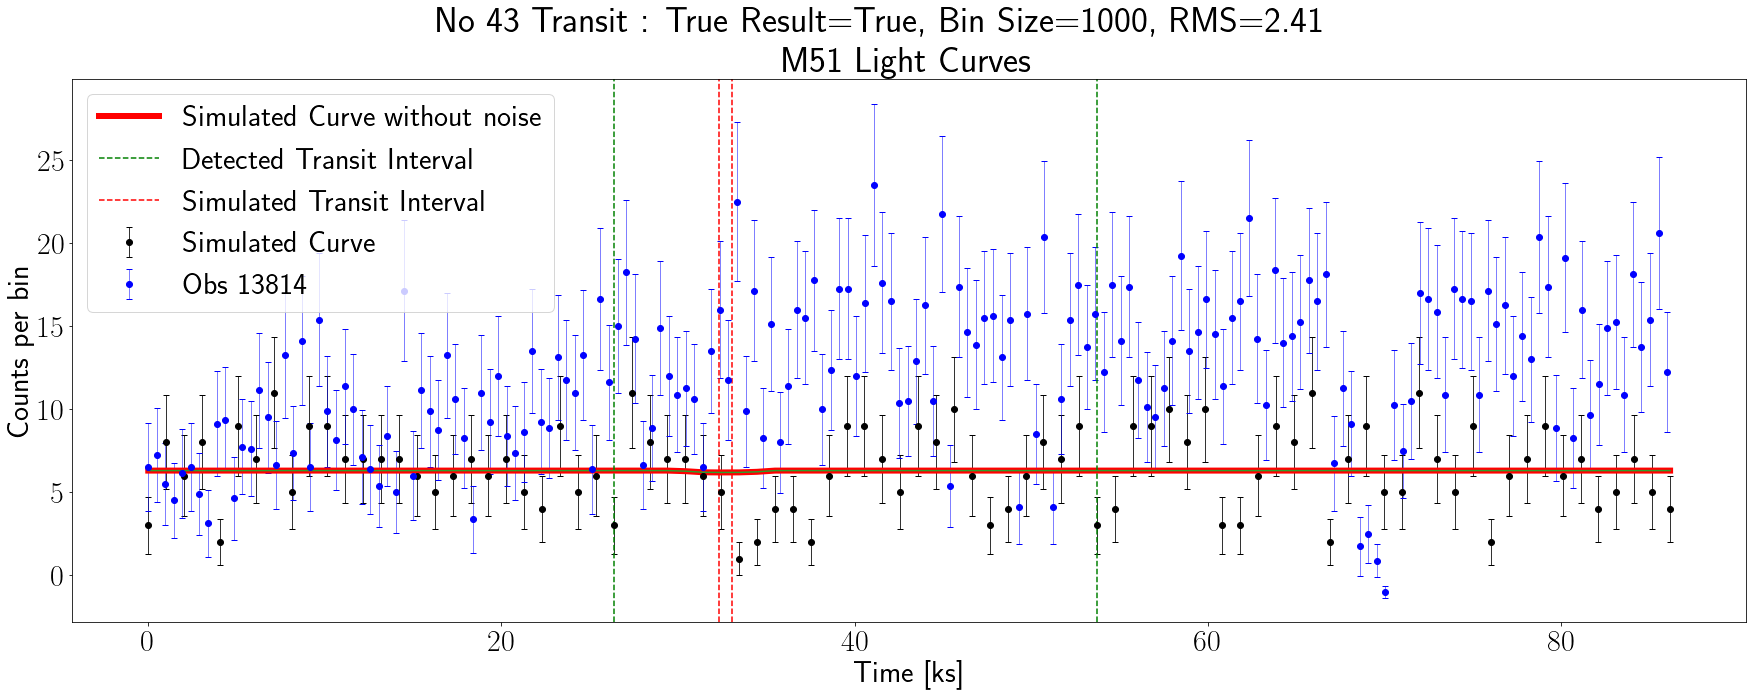 No 43 Transit : True Result=True, Bin Size=1000, RMS=2.41
M51 Light Curves
Simulated Curve without noise
Detected Transit Interval
Simulated Transit Interval
Simulated Curve
Obs 13814
Counts per bin
25
20
15
10
5
0
0 20 40 60 80
Time [ks]